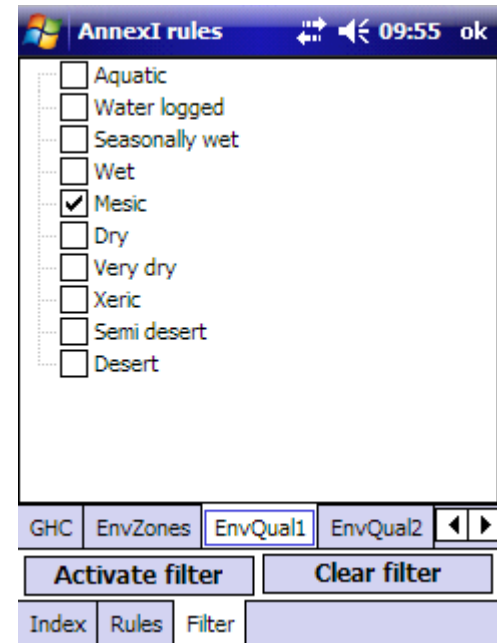 AnnexI rules 09:55 ok
Aquatic
Water logged
Seasonally wet
Wet
Mesic
Dry
Very dry
Xeric
Semi desert
Desert
GHC EnvZones EnvQual1 EnvQual2
Activate filter Clear filter
Index Rules Filter